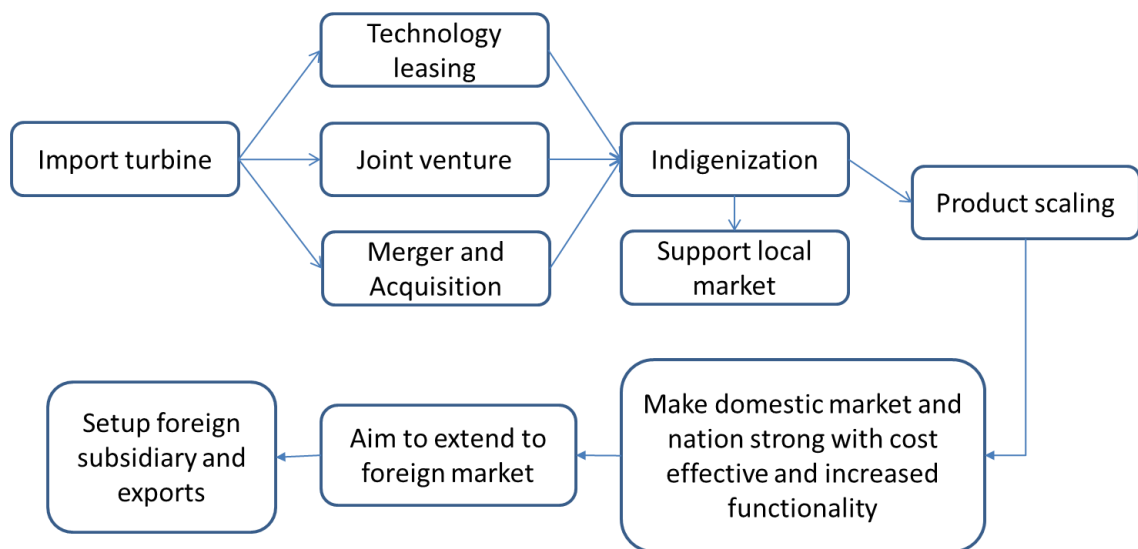 Technology
leasing
Import turbine
Joint venture
Indigenization
Product scaling
Merger and
Acquisition
Support local
market
Make domestic market and
nation strong with cost
effective and increased
functionality
Aim to extend to
foreign market
Setup foreign
subsidiary and
exports